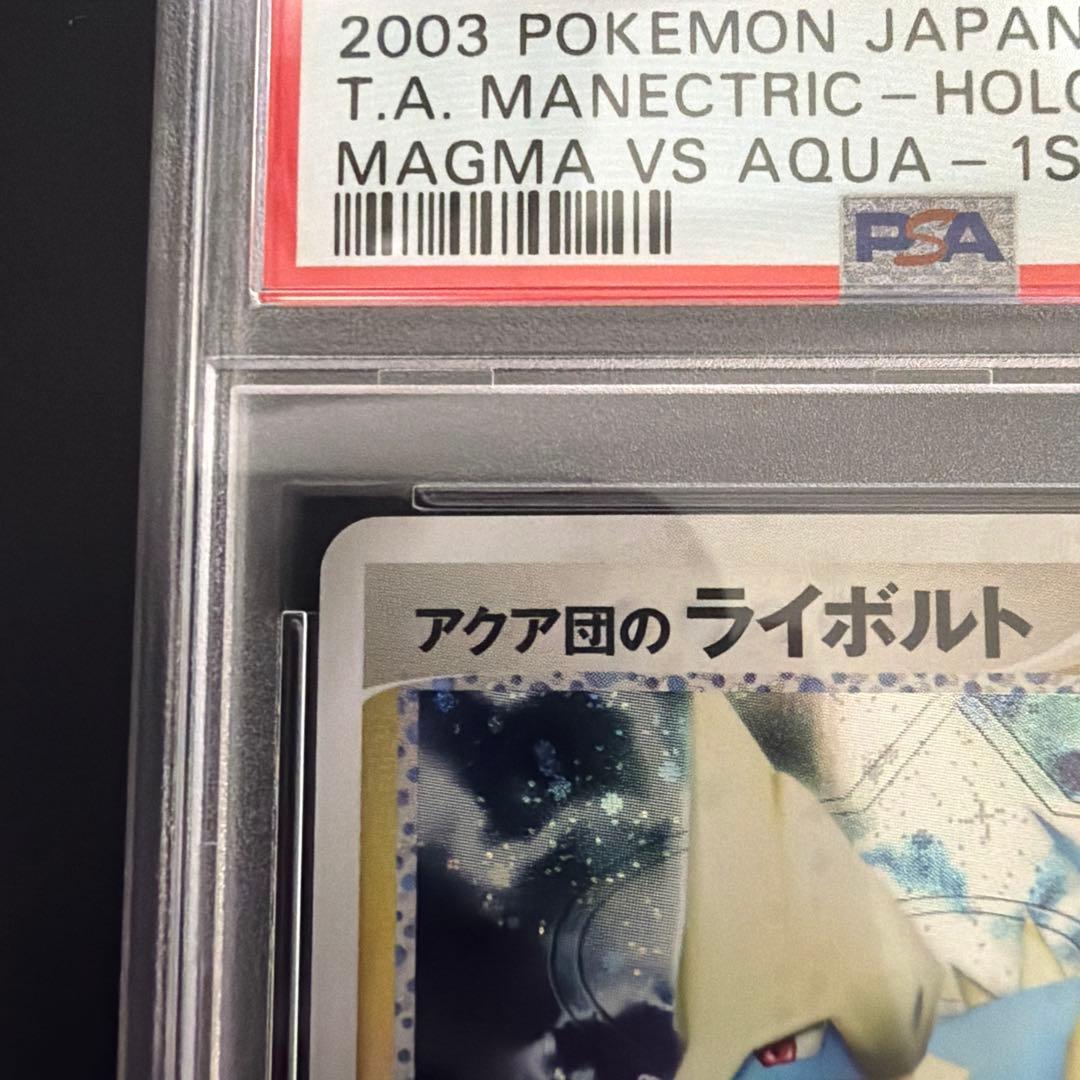 2003 POKEMON JAPAN
T.A. MANECTRIC – HOLO
MAGMA VS AQUA – 1S
PSA
アクア団のライボルト